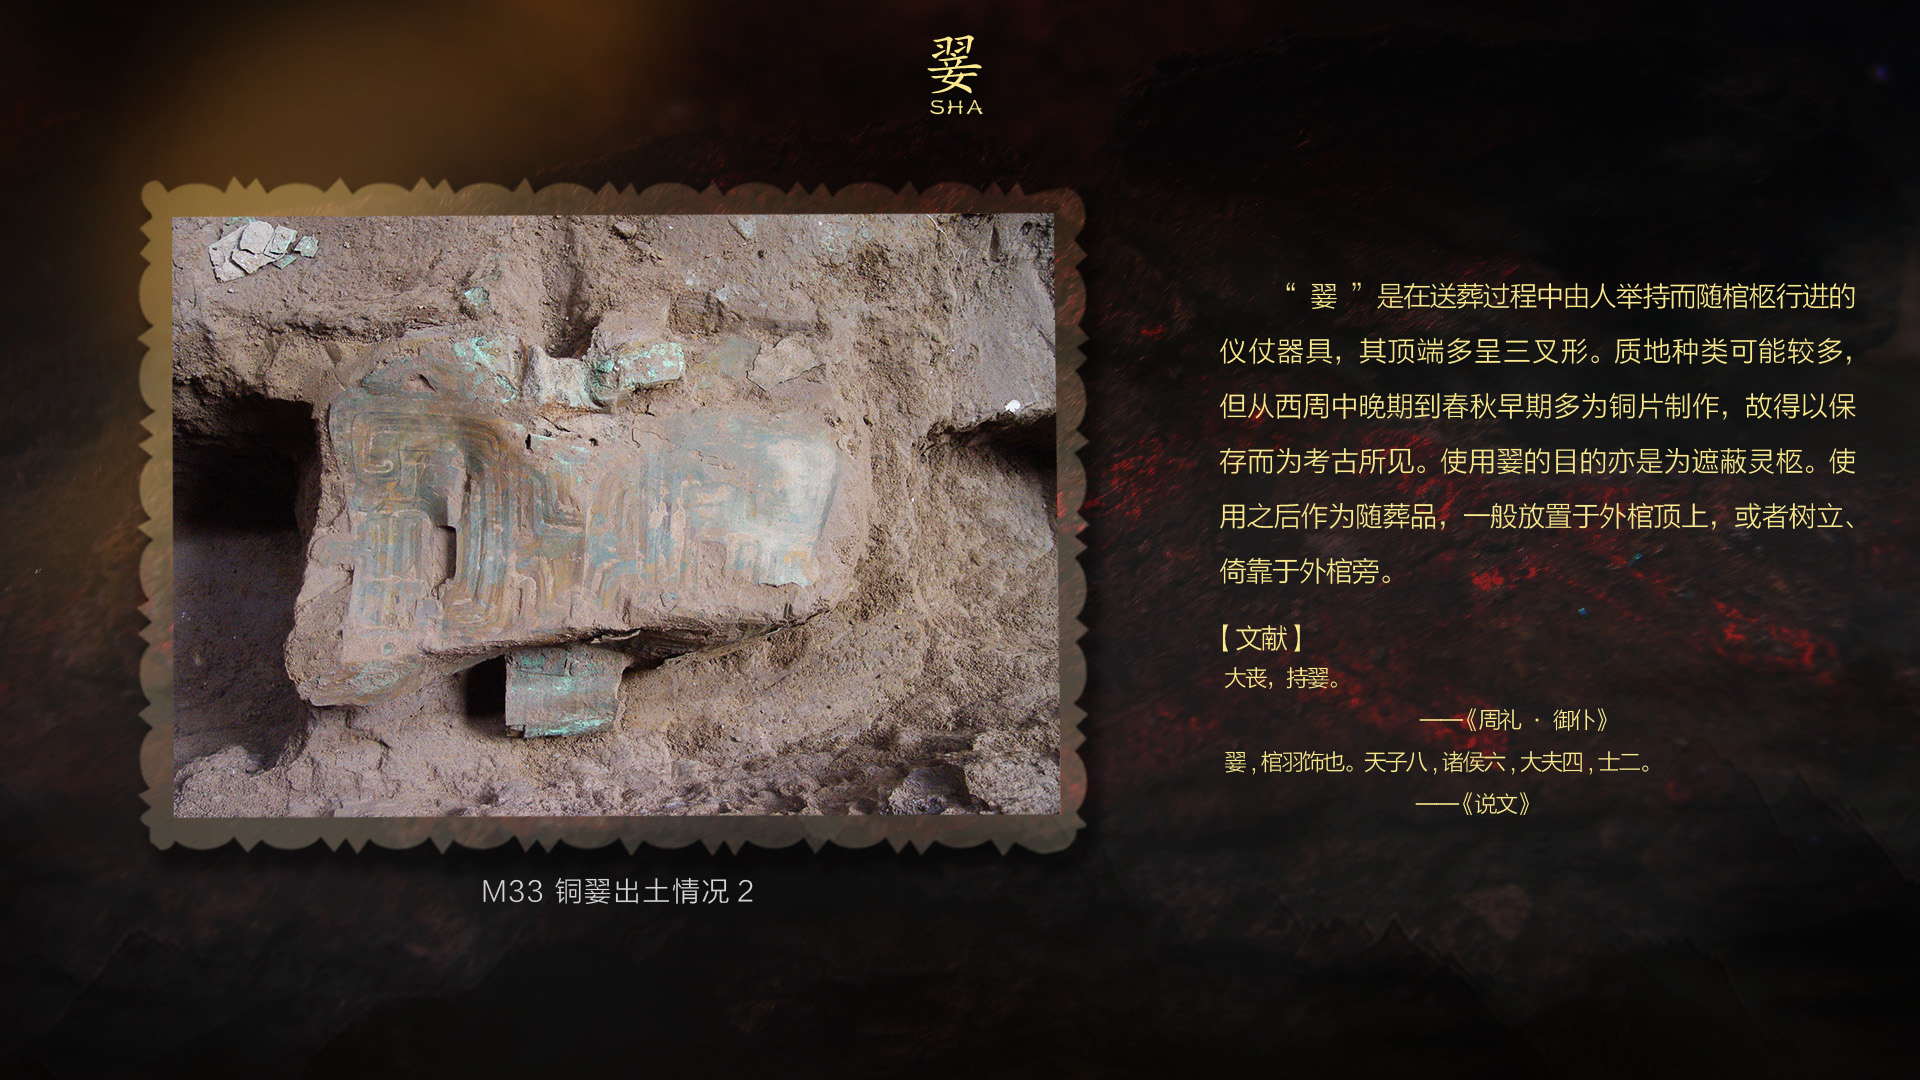 翣
SHA
“ 翣 ”是在送葬过程中由人举持而随棺柩行进的
仪仗器具，其顶端多呈三叉形。质地种类可能较多，
但从西周中晚期到春秋早期多为铜片制作，故得以保
存而为考古所见。使用翣的目的亦是为遮蔽灵柩。使
用之后作为随葬品，一般放置于外棺顶上，或者树立、
倚靠于外棺旁。
【文献】
大丧，持翣。
——《周礼 · 御仆》
翣，棺羽饰也。天子八，诸侯六，大夫四，士二。
——《说文》
M33 铜翣出土情况 2